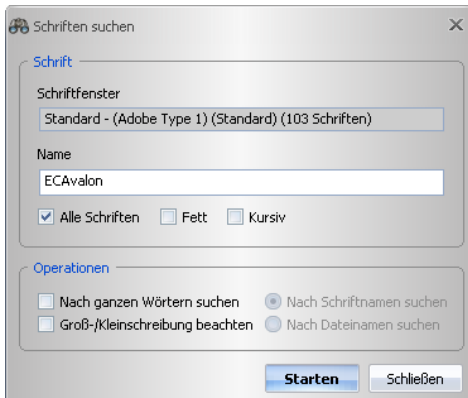 Schriften suchen
Schrift
Schriftfenster
Standard - (Adobe Type 1) (Standard) (103 Schriften)
Name
ECAvalon
Alle Schriften Fett Kursiv
Operationen
Nach ganzen Wörtern suchen Nach Schriftnamen suchen
Groß-/Kleinschreibung beachten Nach Dateinamen suchen
Starten Schließen